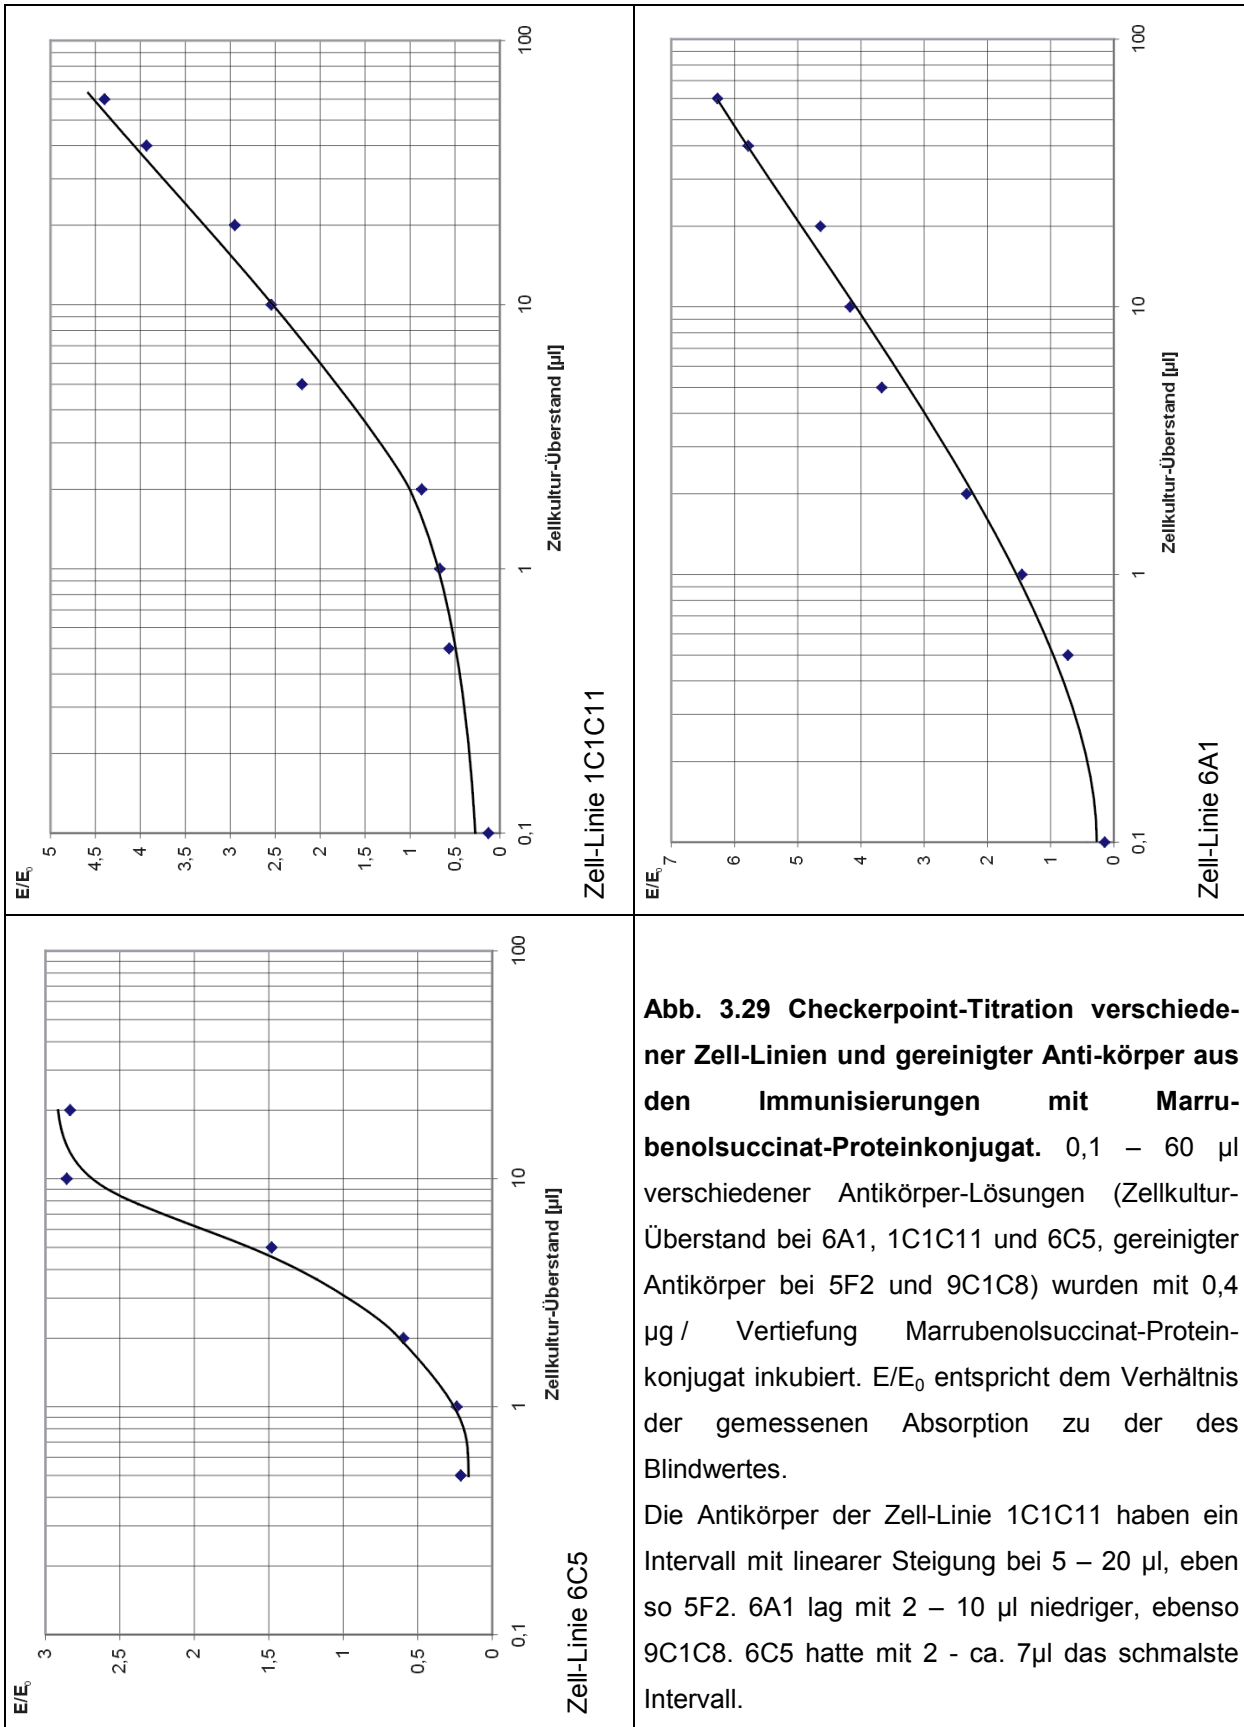 E/E₀
5
4,5
4
3,5
3
2,5
2
1,5
1
0,5
0
0,1
1
10
100
Zellkultur-Überstand [µl]
Zell-Linie 1C1C11
E/E₀
7
6
5
4
3
2
1
0
0,1
1
10
100
Zellkultur-Überstand [µl]
Zell-Linie 6A1
E/E₀
3
2,5
2
1,5
1
0,5
0
0,1
1
10
100
Zellkultur-Überstand [µl]
Zell-Linie 6C5
Abb. 3.29 Checkerpoint-Titration verschiede-
ner Zell-Linien und gereinigter Anti-körper aus
den Immunisierungen mit Marru-
benolsuccinat-Proteinkonjugat. 0,1 – 60 µl
verschiedener Antikörper-Lösungen (Zellkultur-
Überstand bei 6A1, 1C1C11 und 6C5, gereinigter
Antikörper bei 5F2 und 9C1C8) wurden mit 0,4
µg / Vertiefung Marrubenolsuccinat-Protein-
konjugat inkubiert. E/E₀ entspricht dem Verhältnis
der gemessenen Absorption zu der des
Blindwertes.
Die Antikörper der Zell-Linie 1C1C11 haben ein
Intervall mit linearer Steigung bei 5 – 20 µl, eben
so 5F2. 6A1 lag mit 2 – 10 µl niedriger, ebenso
9C1C8. 6C5 hatte mit 2 - ca. 7µl das schmalste
Intervall.